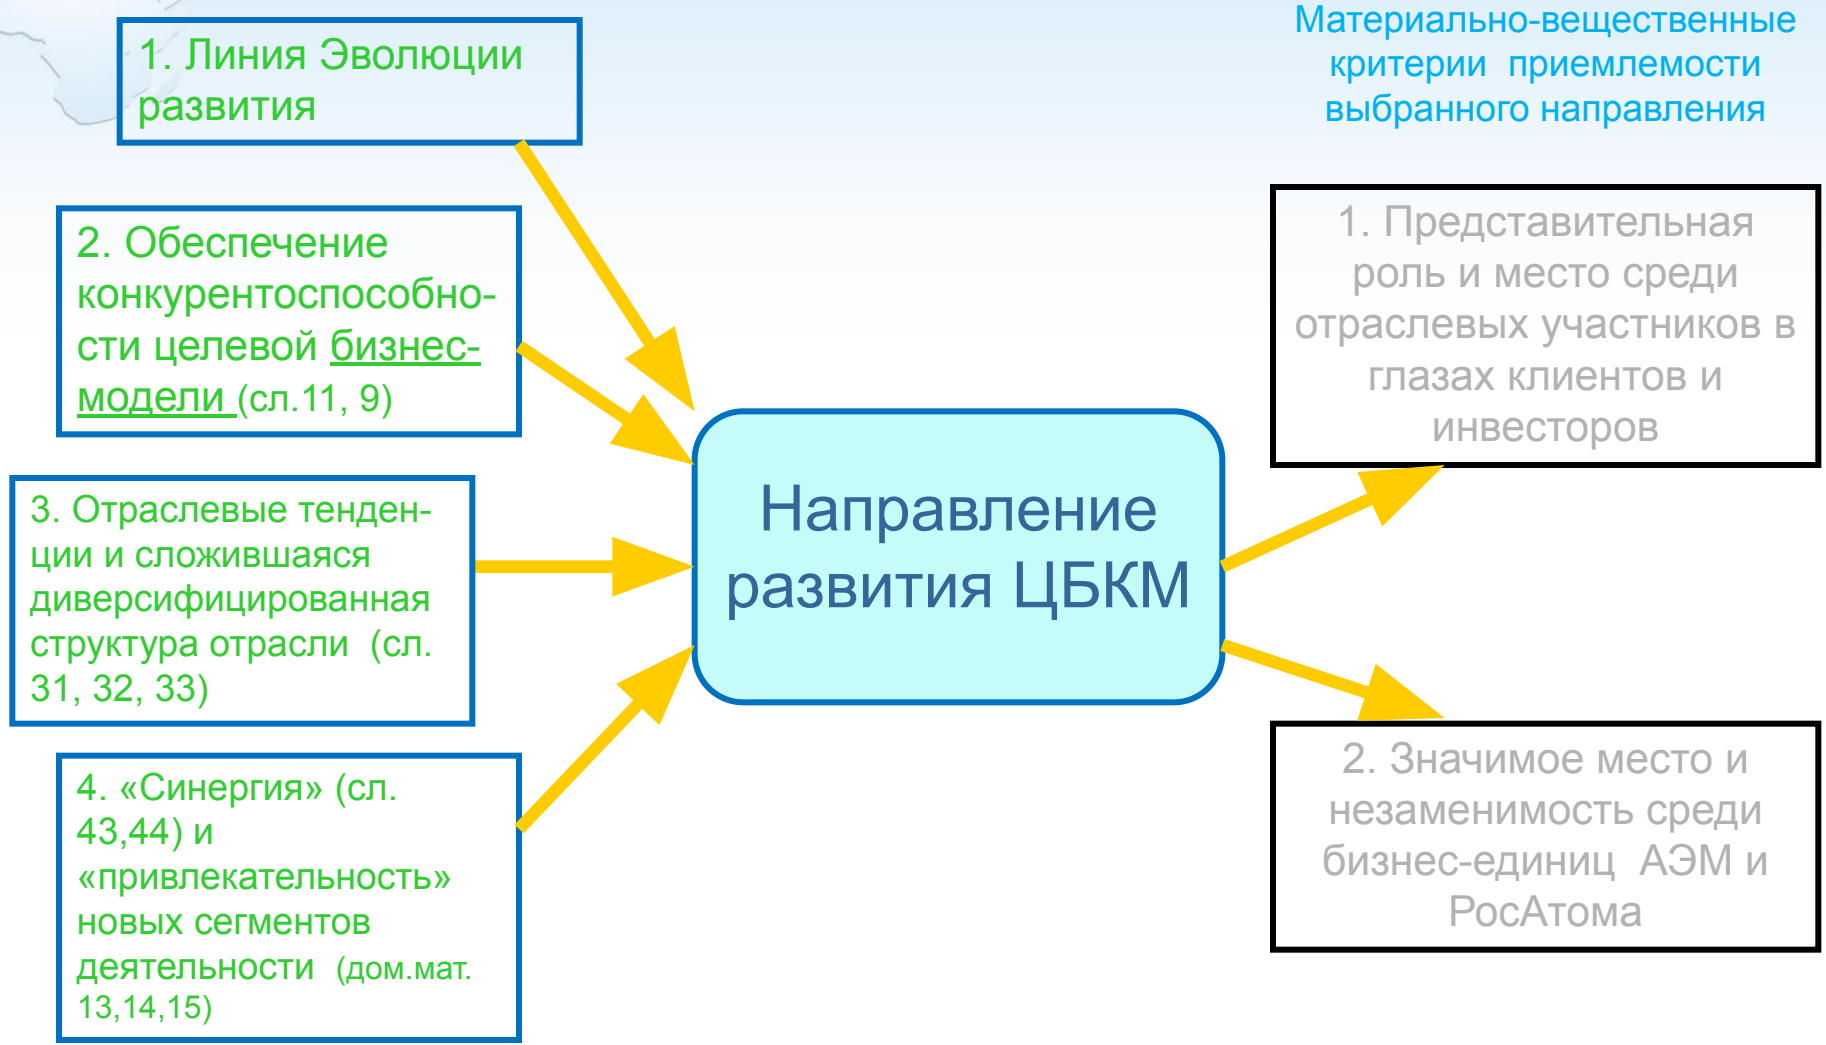 1. Линия Эволюции
развития
2. Обеспечение
конкурентоспособно-
сти целевой бизнес-
модели (сл.11, 9)
3. Отраслевые тенден-
ции и сложившаяся
диверсифицированная
структура отрасли (сл.
31, 32, 33)
4. «Синергия» (сл.
43,44) и
«привлекательность»
новых сегментов
деятельности (дом.мат.
13,14,15)
Направление
развития ЦБКМ
Материально-вещественные
критерии приемлемости
выбранного направления
1. Представительная
роль и место среди
отраслевых участников в
глазах клиентов и
инвесторов
2. Значимое место и
незаменимость среди
бизнес-единиц АЭМ и
РосАтома